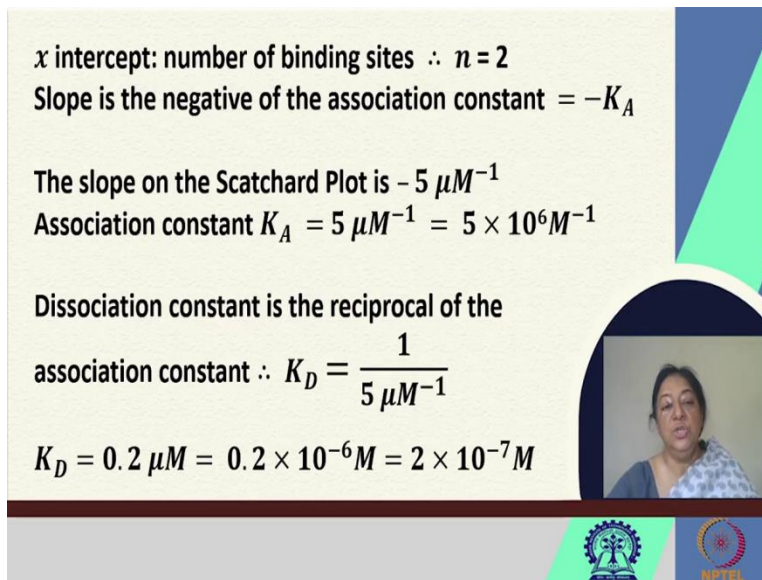 x intercept: number of binding sites ∴ n = 2
Slope is the negative of the association constant = −K_A
The slope on the Scatchard Plot is – 5 μM⁻¹
Association constant K_A = 5 μM⁻¹ = 5 × 10⁶M⁻¹
Dissociation constant is the reciprocal of the
association constant ∴ K_D = 1 / 5 μM⁻¹
K_D = 0.2 μM = 0.2 × 10⁻⁶M = 2 × 10⁻⁷M
NPTEL